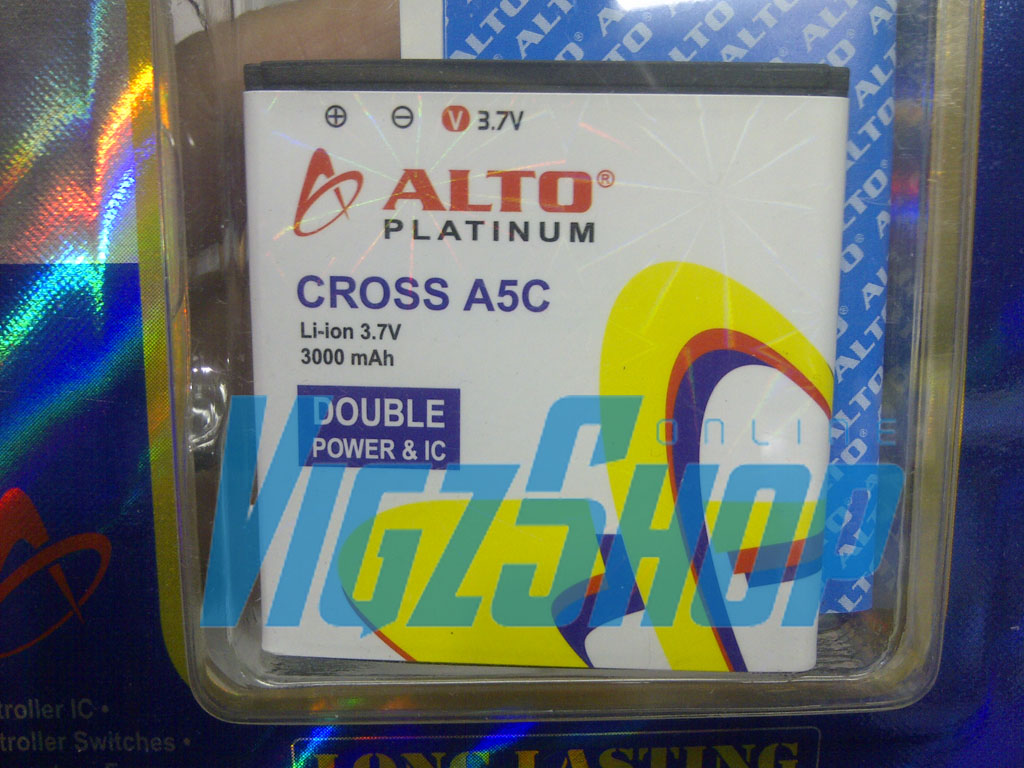 ALTO ALTO ALTO
⊕ ⊖ V 3.7V
ALTO®
PLATINUM
CROSS A5C
Li-ion 3.7V
3000 mAh
DOUBLE
POWER & IC
ONLINE
VIGZSHOP
troller IC •
troller Switches •
LONG LASTING